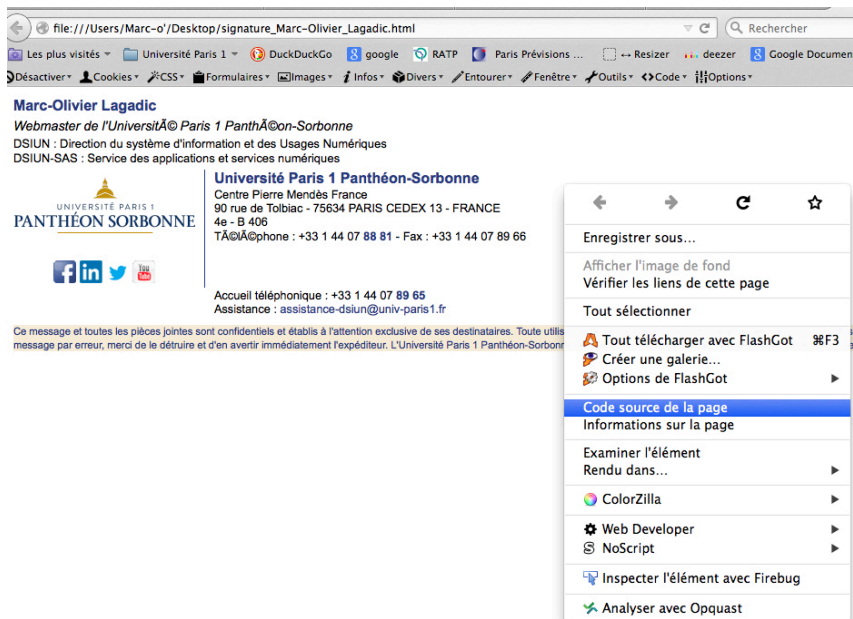 file:///Users/Marc-o'/Desktop/signature_Marc-Olivier_Lagadic.html
Rechercher
Les plus visités Université Paris 1 DuckDuckGo google RATP Paris Prévisions ... ↔ Resizer deezer Google Documen
Désactiver Cookies CSS Formulaires Images Infos Divers Entourer Fenêtre Outils Code Options
Marc-Olivier Lagadic
Webmaster de l'UniversitÃ© Paris 1 PanthÃ©on-Sorbonne
DSIUN : Direction du système d'information et des Usages Numériques
DSIUN-SAS : Service des applications et services numériques
UNIVERSITÉ PARIS 1
PANTHÉON SORBONNE
f in You Tube
Université Paris 1 Panthéon-Sorbonne
Centre Pierre Mendès France
90 rue de Tolbiac - 75634 PARIS CEDEX 13 - FRANCE
4e - B 406
TÃ©lÃ©phone : +33 1 44 07 88 81 - Fax : +33 1 44 07 89 66
Accueil téléphonique : +33 1 44 07 89 65
Assistance : assistance-dsiun@univ-paris1.fr
Ce message et toutes les pièces jointes sont confidentiels et établis à l'attention exclusive de ses destinataires. Toute utilis
message par erreur, merci de le détruire et d'en avertir immédiatement l'expéditeur. L'Université Paris 1 Panthéon-Sorbonn
Enregistrer sous...
Afficher l'image de fond
Vérifier les liens de cette page
Tout sélectionner
Tout télécharger avec FlashGot ⌘F3
Créer une galerie...
Options de FlashGot
Code source de la page
Informations sur la page
Examiner l'élément
Rendu dans...
ColorZilla
Web Developer
NoScript
Inspecter l'élément avec Firebug
Analyser avec Opquast